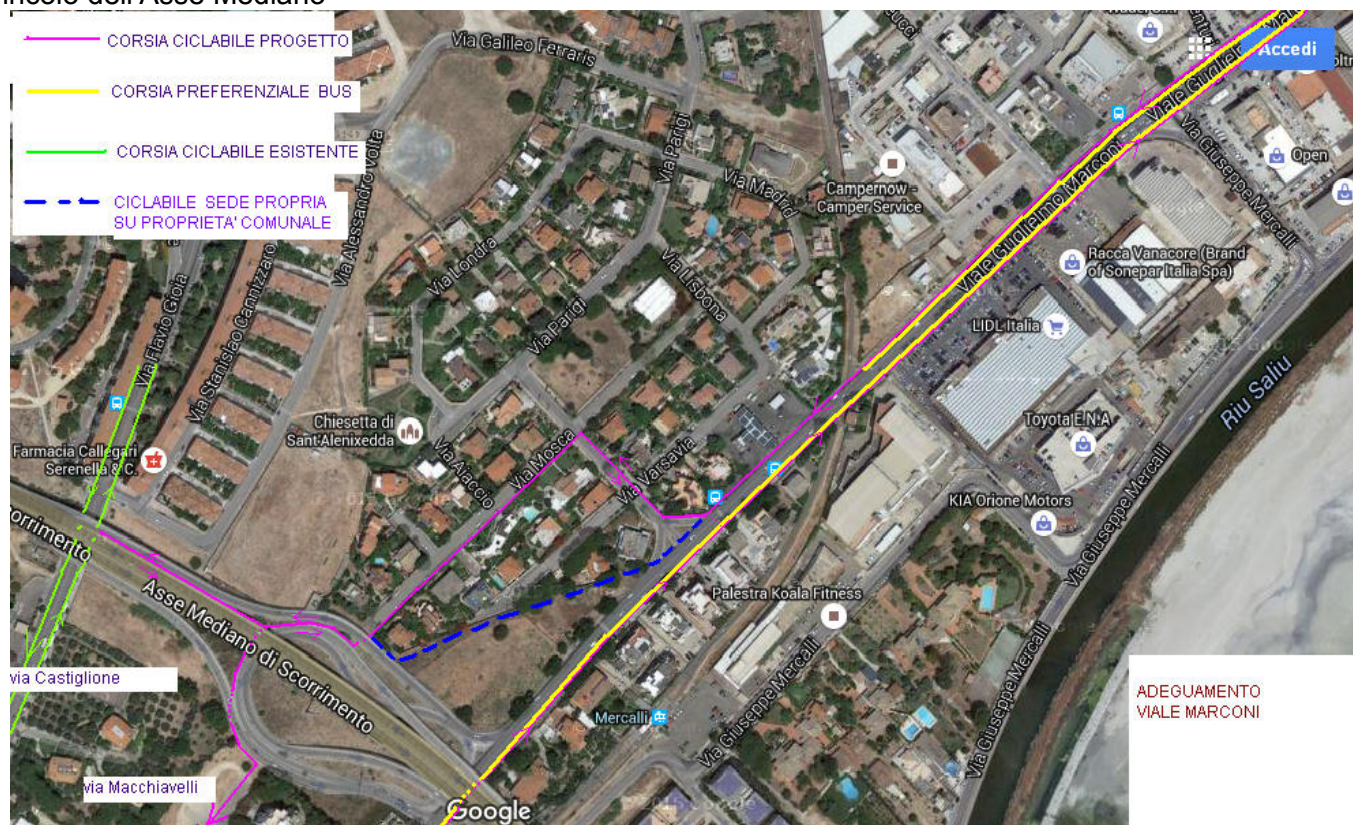 dell'Asse Mediano
CORSIA CICLABILE PROGETTO
CORSIA PREFERENZIALE BUS
CORSIA CICLABILE ESISTENTE
CICLABILE SEDE PROPRIA
SU PROPRIETA' COMUNALE
Via Galileo Ferraris
Accedi
Viale Guglielmo
Via Giuseppe Mercalli
Open
Via Parigi
Via Madrid
Campernow -
Camper Service
Viale Guglielmo Marconi
Via Alessandro Volta
Via Londra
Via Lisbona
Racca Vanacore (Brand
of Sonepar Italia Spa)
Via Flavio Gioia
Via Stanislao Cannizzaro
Via Parigi
LIDL Italia
Riu Saliu
Chiesetta di
Sant'Alenixedda
Via Aiaccio
Via Mosca
Via Varsavia
Toyota E.N.A
Farmacia Callegari
Serenella & C.
KIA Orione Motors
Via Giuseppe Mercalli
Asse Mediano di Scorrimento
Palestra Koala Fitness
via Castiglione
Mercalli
Via Giuseppe Mercalli
Via Giuseppe Mercalli
ADEGUAMENTO
VIALE MARCONI
via Macchiavelli
Google